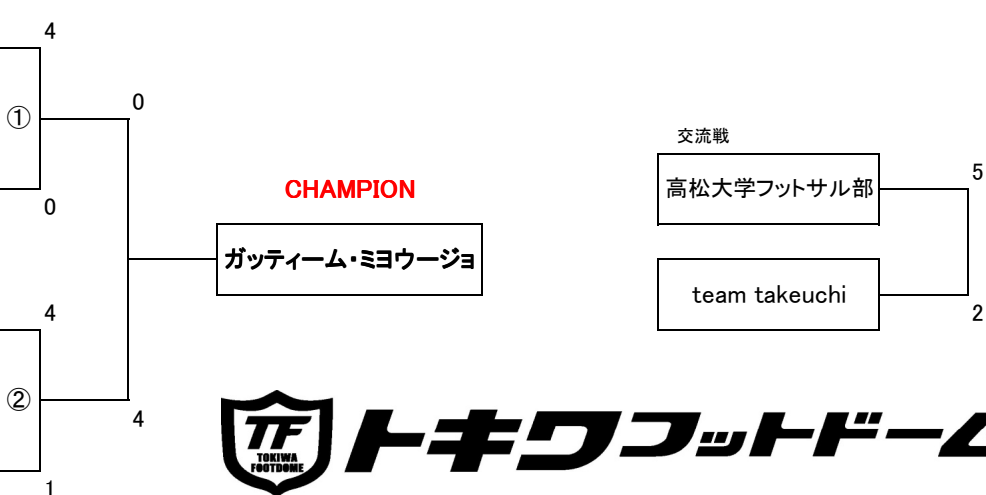 4
①
0
0
CHAMPION
ガッティーム・ミヨウージョ
4
②
4
1
交流戦
高松大学フットサル部
5
team takeuchi
2
TF
TOKIWA
FOOTDOME
トキワフットドーム